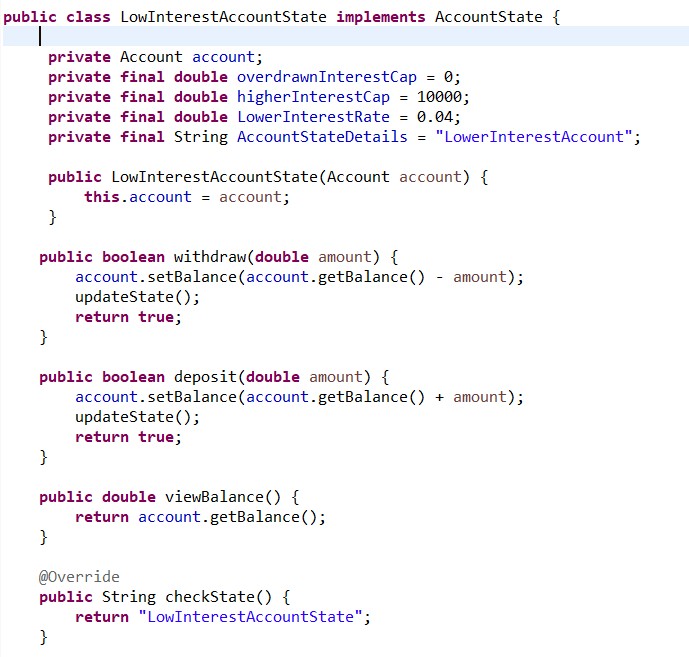 public class LowInterestAccountState implements AccountState {
private Account account;
private final double overdrawnInterestCap = 0;
private final double higherInterestCap = 10000;
private final double LowerInterestRate = 0.04;
private final String AccountStateDetails = "LowerInterestAccount";
public LowInterestAccountState(Account account) {
this.account = account;
}
public boolean withdraw(double amount) {
account.setBalance(account.getBalance() - amount);
updateState();
return true;
}
public boolean deposit(double amount) {
account.setBalance(account.getBalance() + amount);
updateState();
return true;
}
public double viewBalance() {
return account.getBalance();
}
@Override
public String checkState() {
return "LowInterestAccountState";
}